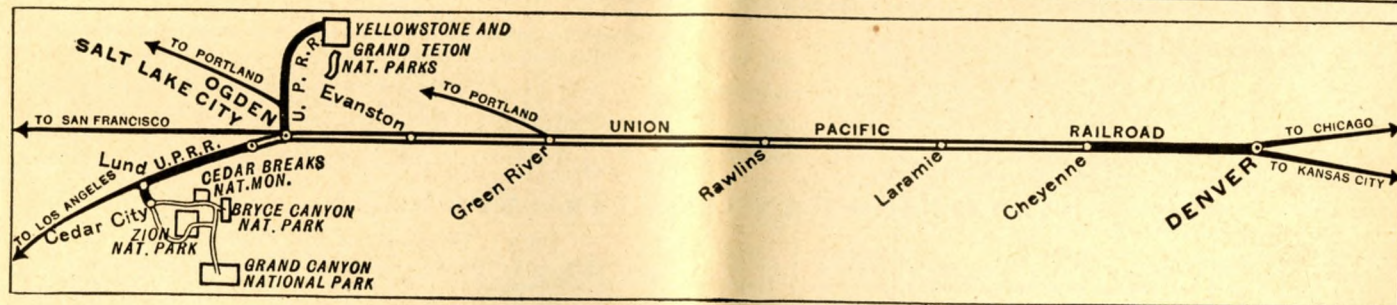 YELLOWSTONE AND
GRAND TETON
NAT. PARKS
U. P. R. R.
TO PORTLAND
SALT LAKE CITY
OGDEN
Evanston
TO PORTLAND
TO SAN FRANCISCO
UNION PACIFIC RAILROAD
TO CHICAGO
TO KANSAS CITY
Lund
U.P.R.R.
CEDAR BREAKS
NAT. MON.
TO LOS ANGELES
Cedar City
BRYCE CANYON
NAT. PARK
ZION
NAT. PARK
GRAND CANYON
NATIONAL PARK
Green River
Rawlins
Laramie
Cheyenne
DENVER